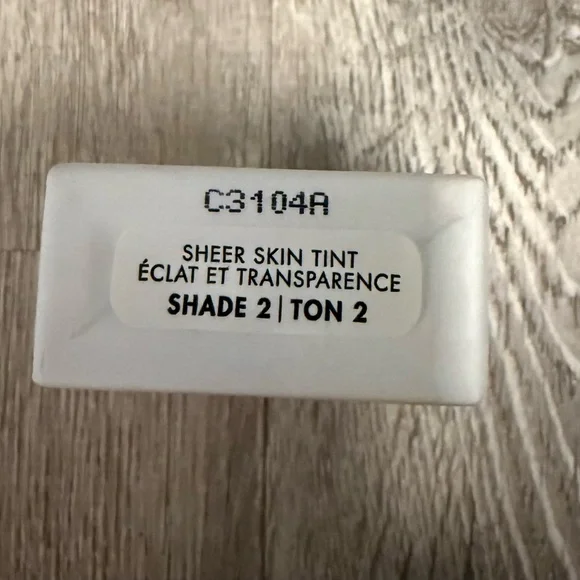 C3104A
SHEER SKIN TINT
ÉCLAT ET TRANSPARENCE
SHADE 2 | TON 2